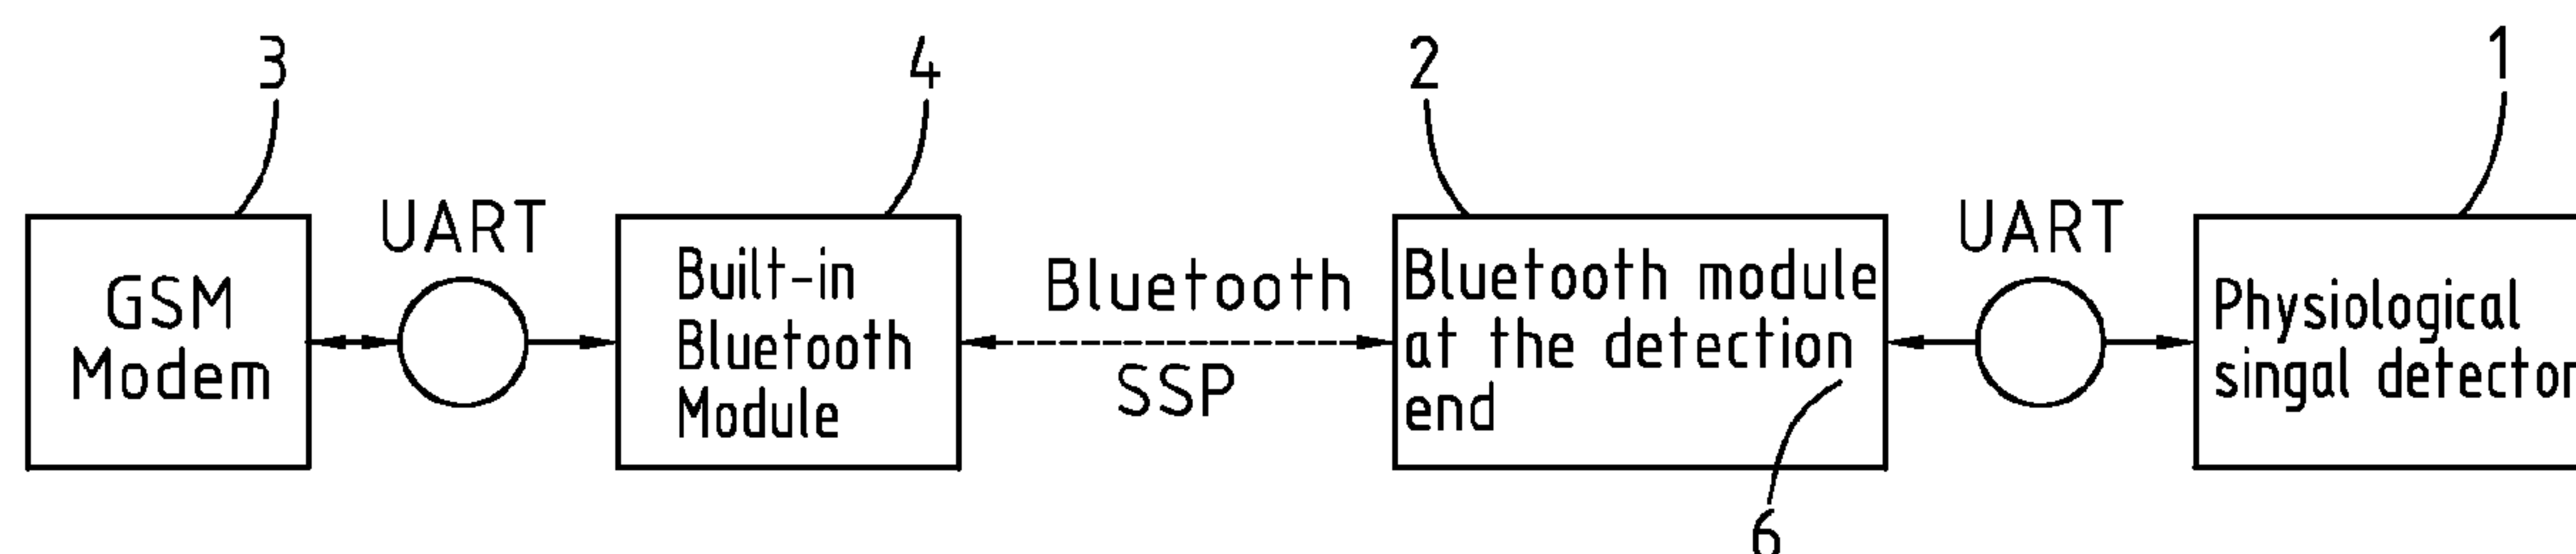 3
4
2
1
UART
UART
GSM
Modem
Built-in
Bluetooth
Module
Bluetooth
SSP
Bluetooth module
at the detection
end
Physiological
singal detector
6